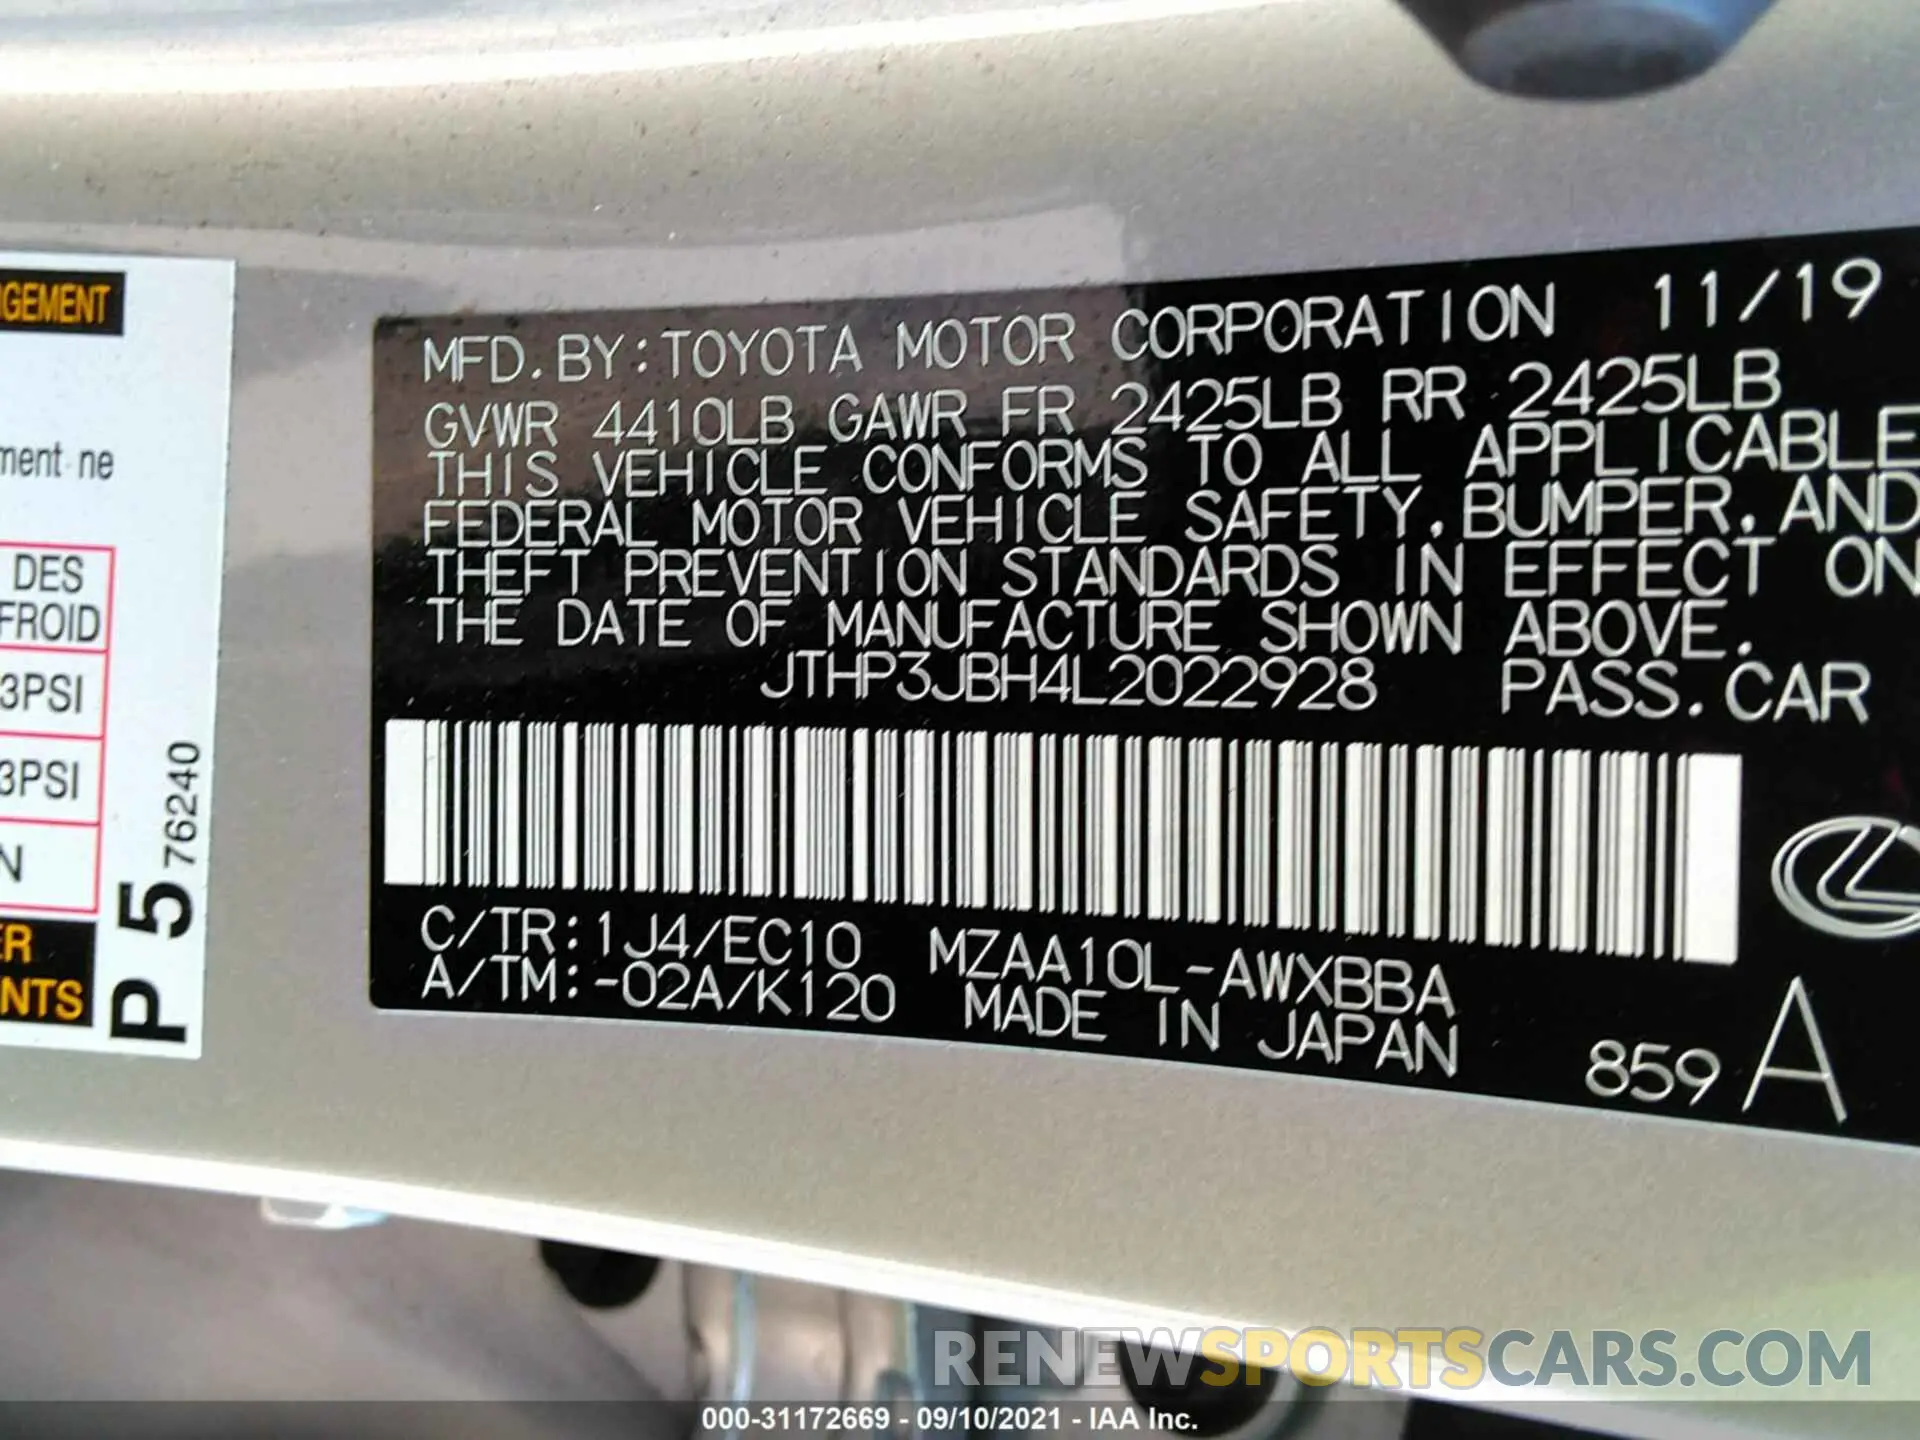 GEMENT
ment ne
DES
FROID
3PSI
3PSI
N
ER
NTS
P 5 76240
MFD. BY:TOYOTA MOTOR CORPORATION 11/19
GVWR 4410LB GAWR FR 2425LB RR 2425LB
THIS VEHICLE CONFORMS TO ALL APPLICABLE
FEDERAL MOTOR VEHICLE SAFETY, BUMPER, AND
THEFT PREVENTION STANDARDS IN EFFECT ON
THE DATE OF MANUFACTURE SHOWN ABOVE.
JTHP3JBH4L2022928 PASS.CAR
C/TR:1J4/EC10 MZAA10L-AWXBBA
A/TM:-02A/K120 MADE IN JAPAN
859 A
RENEWSPORTSCARS.COM
000-31172669 - 09/10/2021 - IAA Inc.